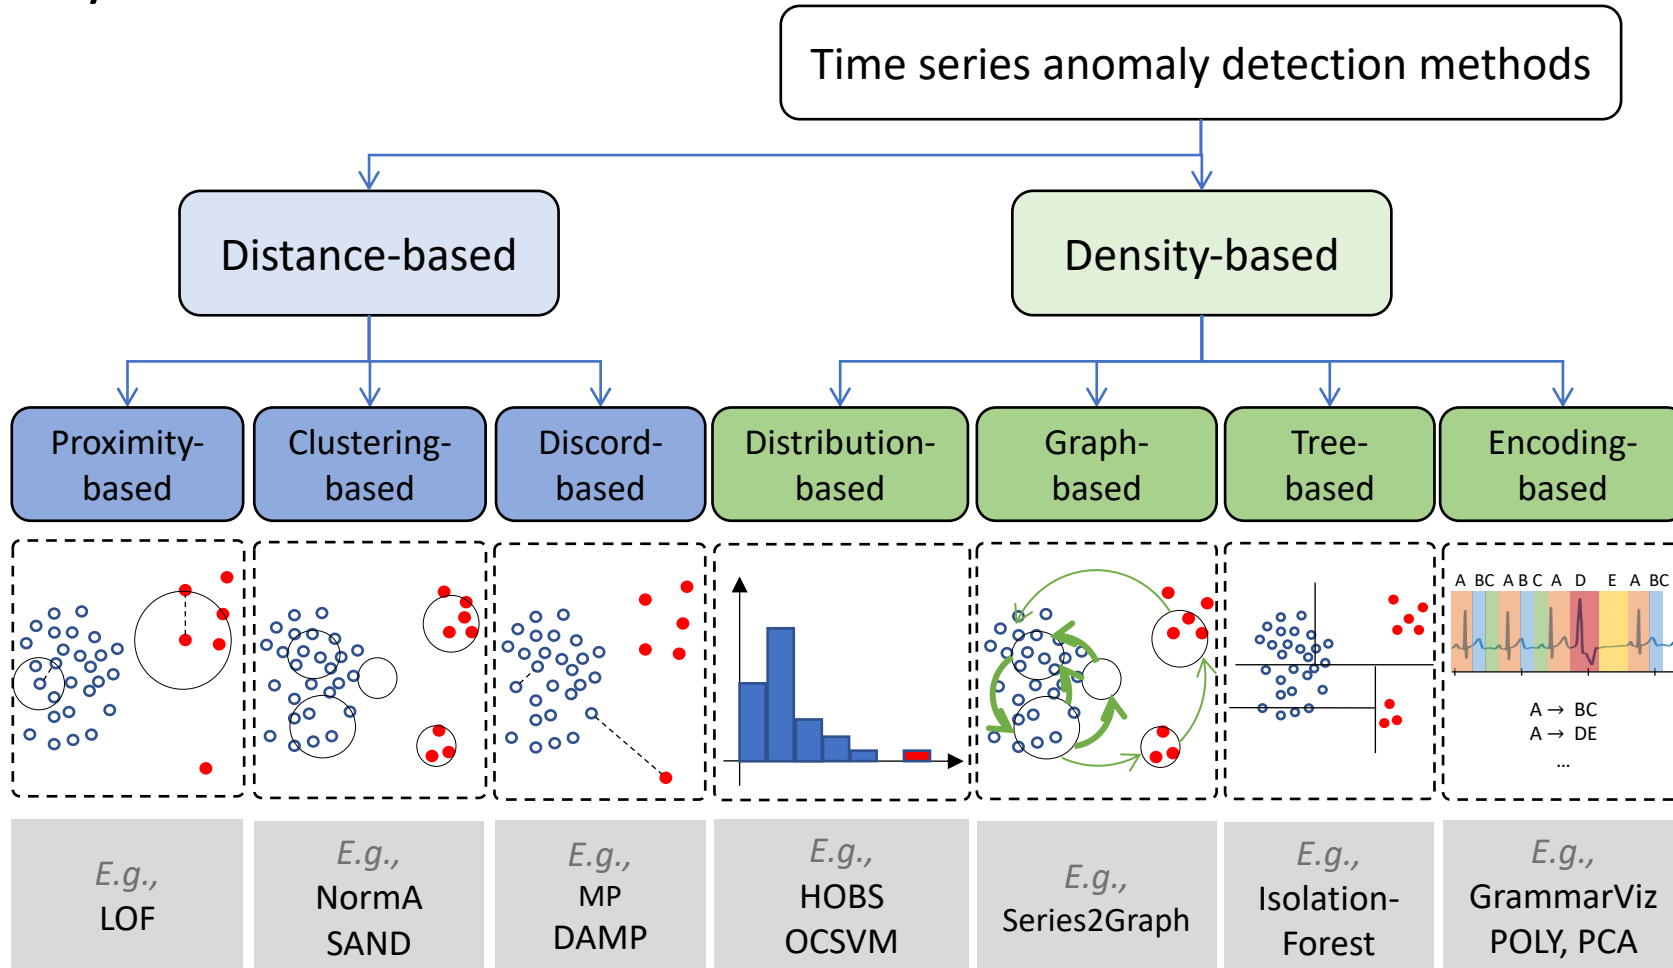 Time series anomaly detection methods
Distance-based
Density-based
Proximity-
based
Clustering-
based
Discord-
based
Distribution-
based
Graph-
based
Tree-
based
Encoding-
based
A BC A B C A D E A BC
A → BC
A → DE
...
E.g.,
LOF
E.g.,
NormA
SAND
E.g.,
MP
DAMP
E.g.,
HOBS
OCSVM
E.g.,
Series2Graph
E.g.,
Isolation-
Forest
E.g.,
GrammarViz
POLY, PCA